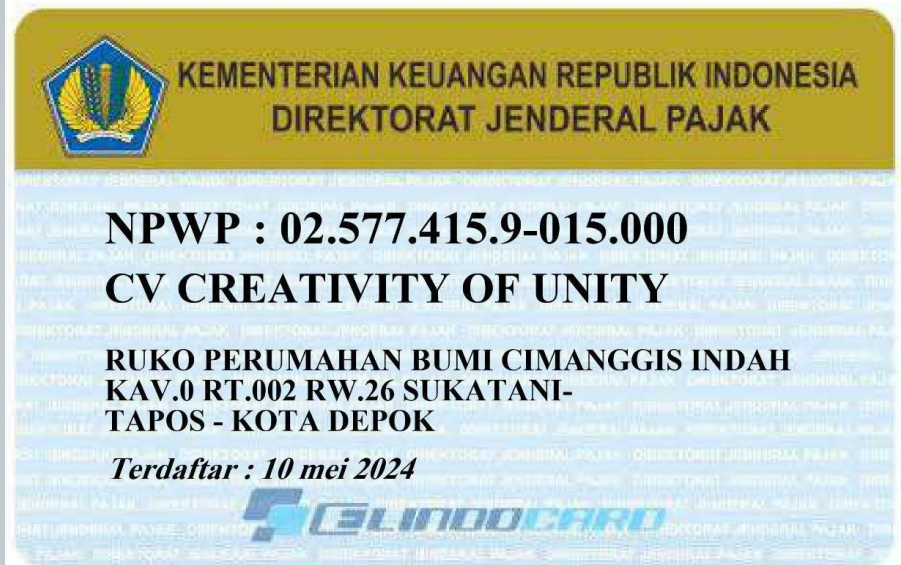 KEMENTERIAN KEUANGAN REPUBLIK INDONESIA
DIREKTORAT JENDERAL PAJAK
NPWP : 02.577.415.9-015.000
CV CREATIVITY OF UNITY
RUKO PERUMAHAN BUMI CIMANGGIS INDAH
KAV.0 RT.002 RW.26 SUKATANI-
TAPOS - KOTA DEPOK
Terdaftar : 10 mei 2024
ELINDOCARD